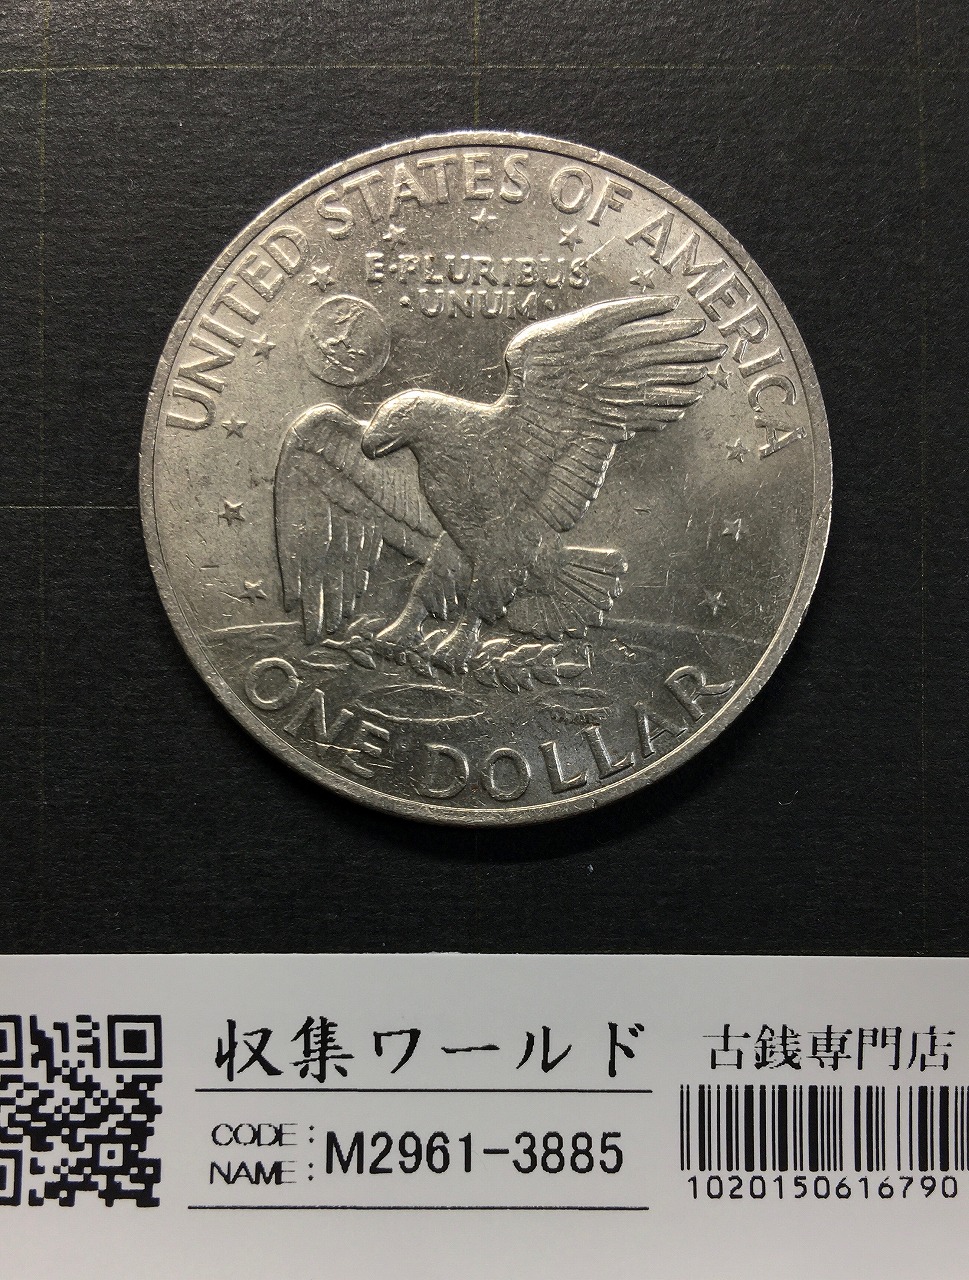 UNITED STATES OF AMERICA
E·PLURIBUS
·UNUM·
ONE DOLLAR
収集ワールド
古銭専門店
CODE:
NAME:
M2961-3885
1020150616790